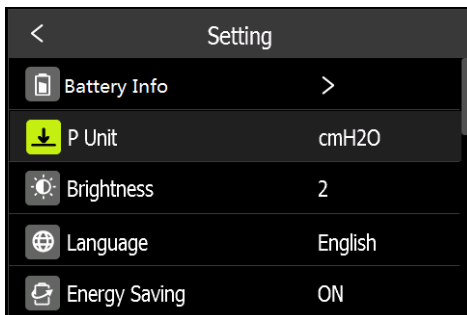 < Setting
Battery Info >
P Unit cmH2O
Brightness 2
Language English
Energy Saving ON